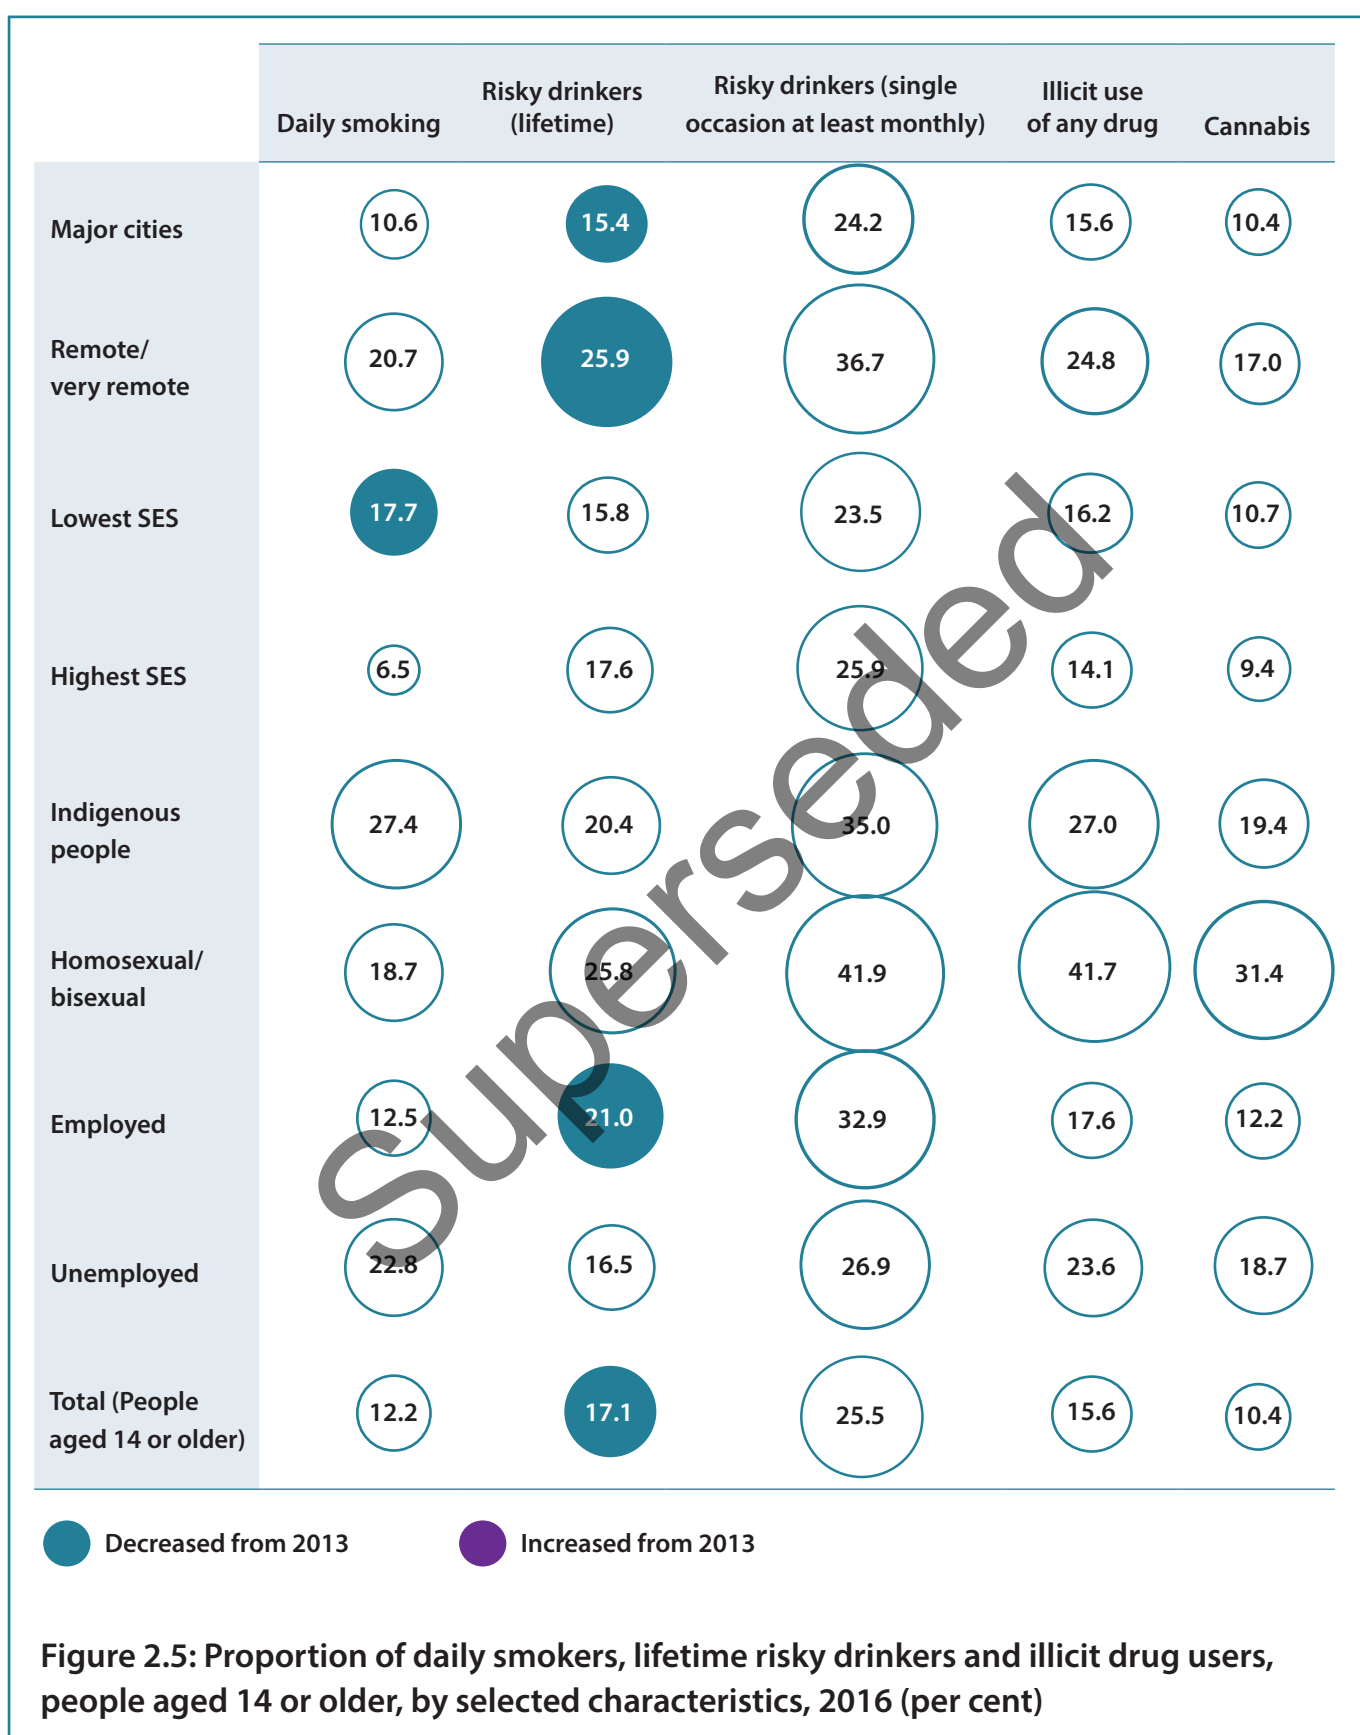 Daily smoking
Risky drinkers
(lifetime)
Risky drinkers (single
occasion at least monthly)
Illicit use
of any drug
Cannabis
Major cities
10.6 15.4 24.2 15.6 10.4
Remote/
very remote
20.7 25.9 36.7 24.8 17.0
Lowest SES
17.7 15.8 23.5 16.2 10.7
Highest SES
6.5 17.6 25.9 14.1 9.4
Indigenous
people
27.4 20.4 35.0 27.0 19.4
Homosexual/
bisexual
18.7 25.8 41.9 41.7 31.4
Employed
12.5 21.0 32.9 17.6 12.2
Unemployed
22.8 16.5 26.9 23.6 18.7
Total (People
aged 14 or older)
12.2 17.1 25.5 15.6 10.4
Superseded
Decreased from 2013
Increased from 2013
Figure 2.5: Proportion of daily smokers, lifetime risky drinkers and illicit drug users,
people aged 14 or older, by selected characteristics, 2016 (per cent)